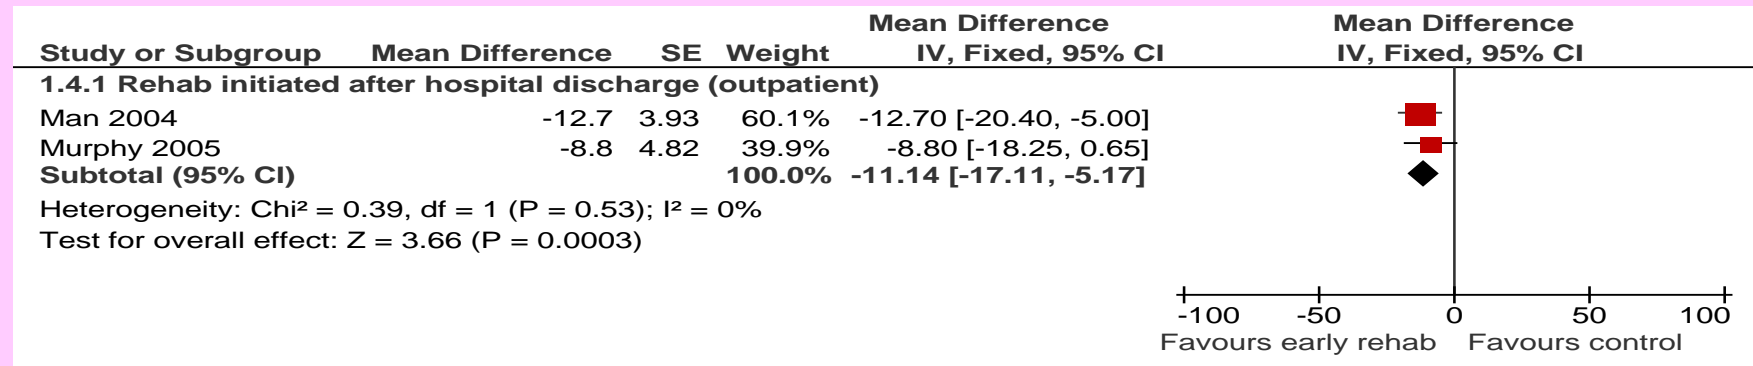 Mean Difference Mean Difference
Study or Subgroup Mean Difference SE Weight IV, Fixed, 95% CI IV, Fixed, 95% CI
1.4.1 Rehab initiated after hospital discharge (outpatient)
Man 2004 -12.7 3.93 60.1% -12.70 [-20.40, -5.00]
Murphy 2005 -8.8 4.82 39.9% -8.80 [-18.25, 0.65]
Subtotal (95% CI) 100.0% -11.14 [-17.11, -5.17]
Heterogeneity: Chi² = 0.39, df = 1 (P = 0.53); I² = 0%
Test for overall effect: Z = 3.66 (P = 0.0003)
-100 -50 0 50 100
Favours early rehab Favours control